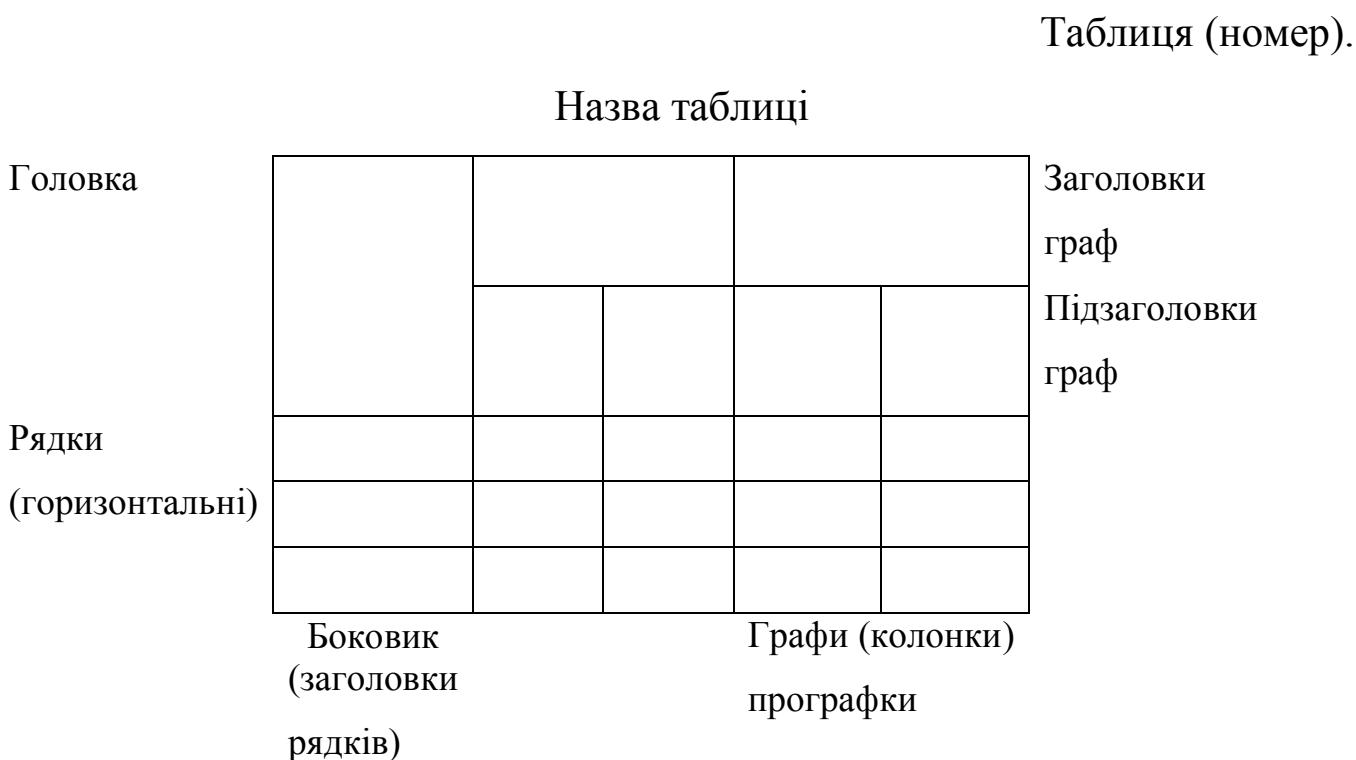 Таблиця (номер).
Назва таблиці
Головка
Заголовки
граф
Підзаголовки
граф
Рядки
(горизонтальні)
Боковик
(заголовки
рядків)
Графи (колонки)
прографки